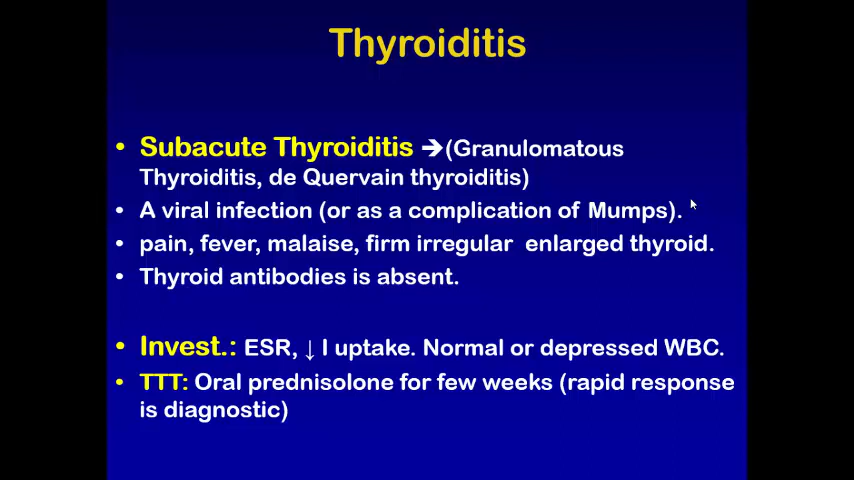 Thyroiditis
• Subacute Thyroiditis ➔(Granulomatous
Thyroiditis, de Quervain thyroiditis)
• A viral infection (or as a complication of Mumps).
• pain, fever, malaise, firm irregular enlarged thyroid.
• Thyroid antibodies is absent.
• Invest.: ESR, ↓ I uptake. Normal or depressed WBC.
• TTT: Oral prednisolone for few weeks (rapid response
is diagnostic)